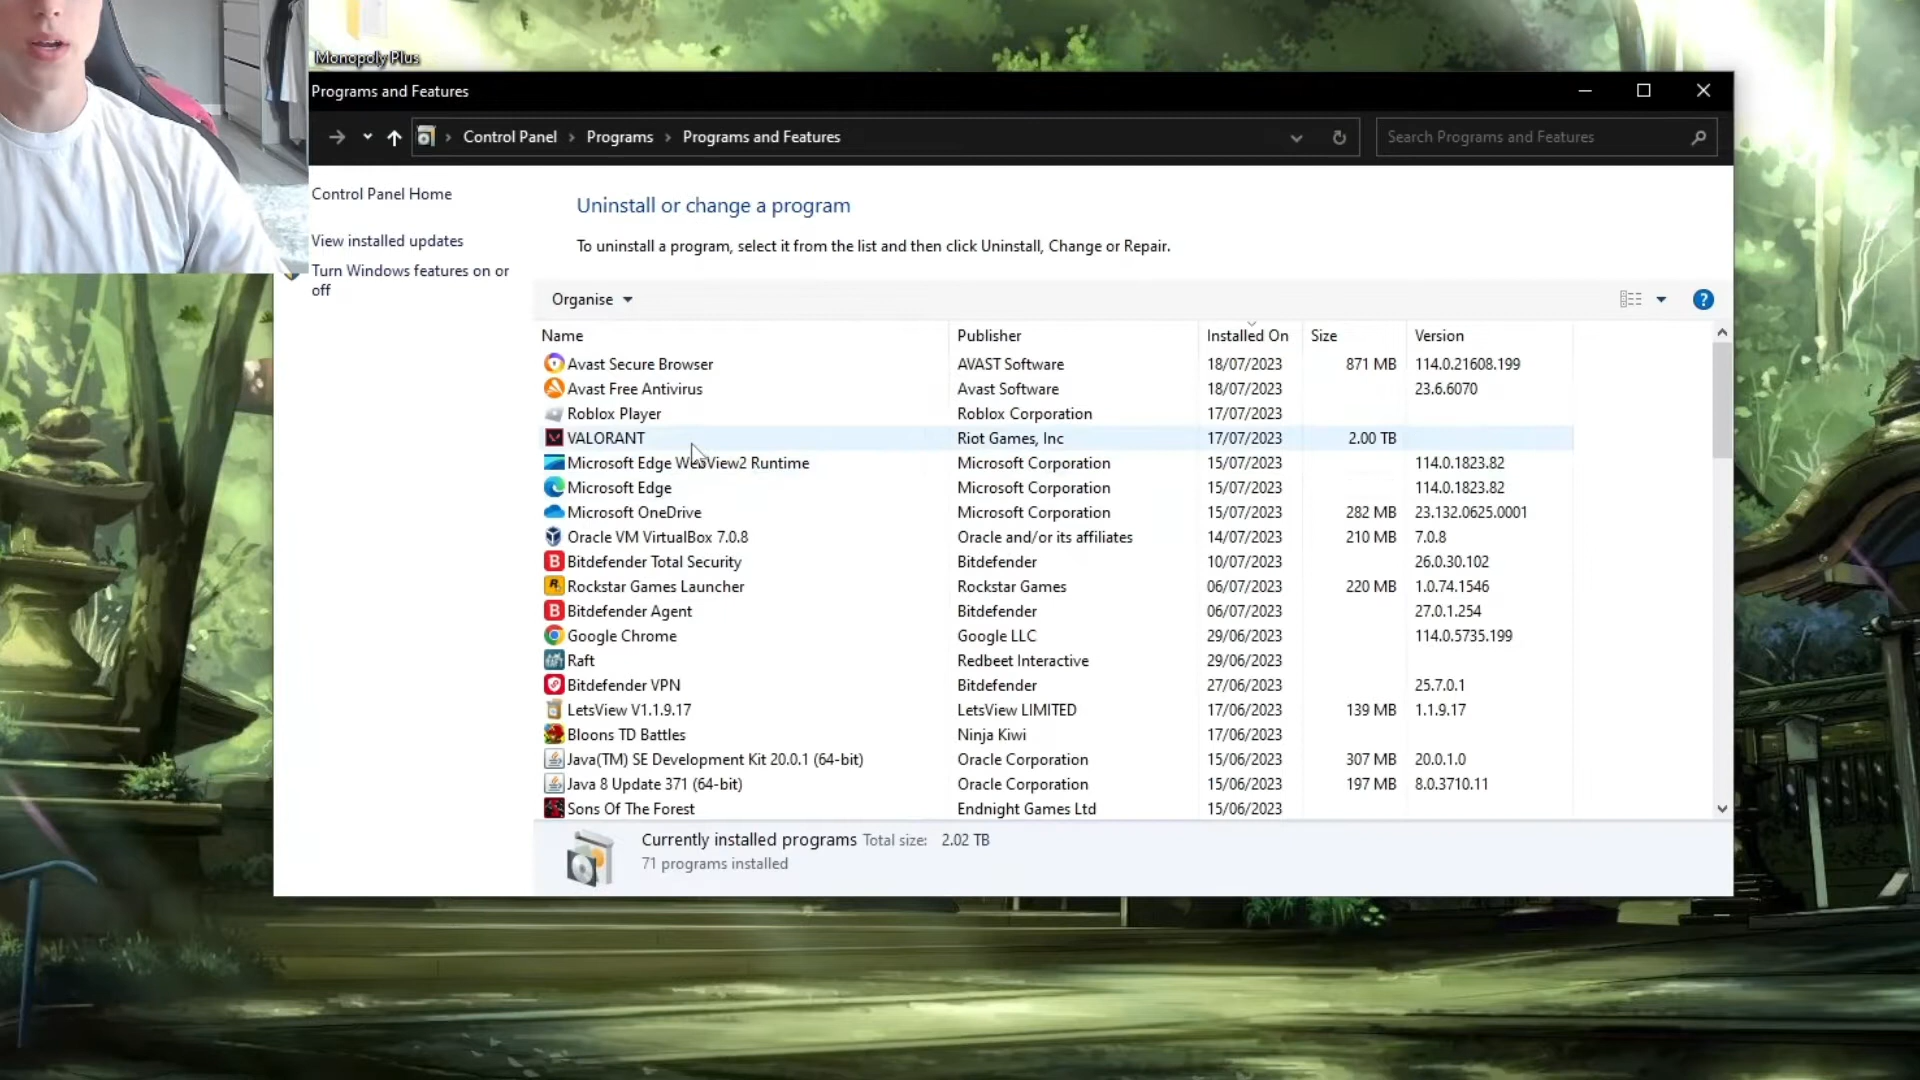 Monopoly Plus
Programs and Features
Control Panel Programs Programs and Features
Search Programs and Features
Control Panel Home
View installed updates
Turn Windows features on or
off
Uninstall or change a program
To uninstall a program, select it from the list and then click Uninstall, Change or Repair.
Organise
Name Publisher Installed On Size Version
Avast Secure Browser AVAST Software 18/07/2023 871 MB 114.0.21608.199
Avast Free Antivirus Avast Software 18/07/2023 23.6.6070
Roblox Player Roblox Corporation 17/07/2023
VALORANT Riot Games, Inc 17/07/2023 2.00 TB
Microsoft Edge WebView2 Runtime Microsoft Corporation 15/07/2023 114.0.1823.82
Microsoft Edge Microsoft Corporation 15/07/2023 114.0.1823.82
Microsoft OneDrive Microsoft Corporation 15/07/2023 282 MB 23.132.0625.0001
Oracle VM VirtualBox 7.0.8 Oracle and/or its affiliates 14/07/2023 210 MB 7.0.8
Bitdefender Total Security Bitdefender 10/07/2023 26.0.30.102
Rockstar Games Launcher Rockstar Games 06/07/2023 220 MB 1.0.74.1546
Bitdefender Agent Bitdefender 06/07/2023 27.0.1.254
Google Chrome Google LLC 29/06/2023 114.0.5735.199
Raft Redbeet Interactive 29/06/2023
Bitdefender VPN Bitdefender 27/06/2023 25.7.0.1
LetsView V1.1.9.17 LetsView LIMITED 17/06/2023 139 MB 1.1.9.17
Bloons TD Battles Ninja Kiwi 17/06/2023
Java(TM) SE Development Kit 20.0.1 (64-bit) Oracle Corporation 15/06/2023 307 MB 20.0.1.0
Java 8 Update 371 (64-bit) Oracle Corporation 15/06/2023 197 MB 8.0.3710.11
Sons Of The Forest Endnight Games Ltd 15/06/2023
Currently installed programs Total size: 2.02 TB
71 programs installed